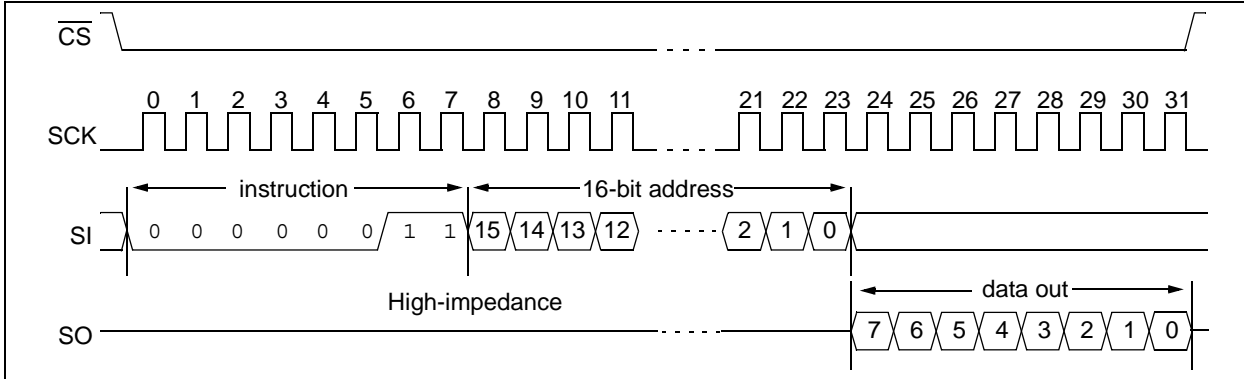 CS
0 1 2 3 4 5 6 7 8 9 10 11 21 22 23 24 25 26 27 28 29 30 31
SCK
instruction 16-bit address
SI 0 0 0 0 0 0 1 1 15 14 13 12 2 1 0
High-impedance data out
SO 7 6 5 4 3 2 1 0